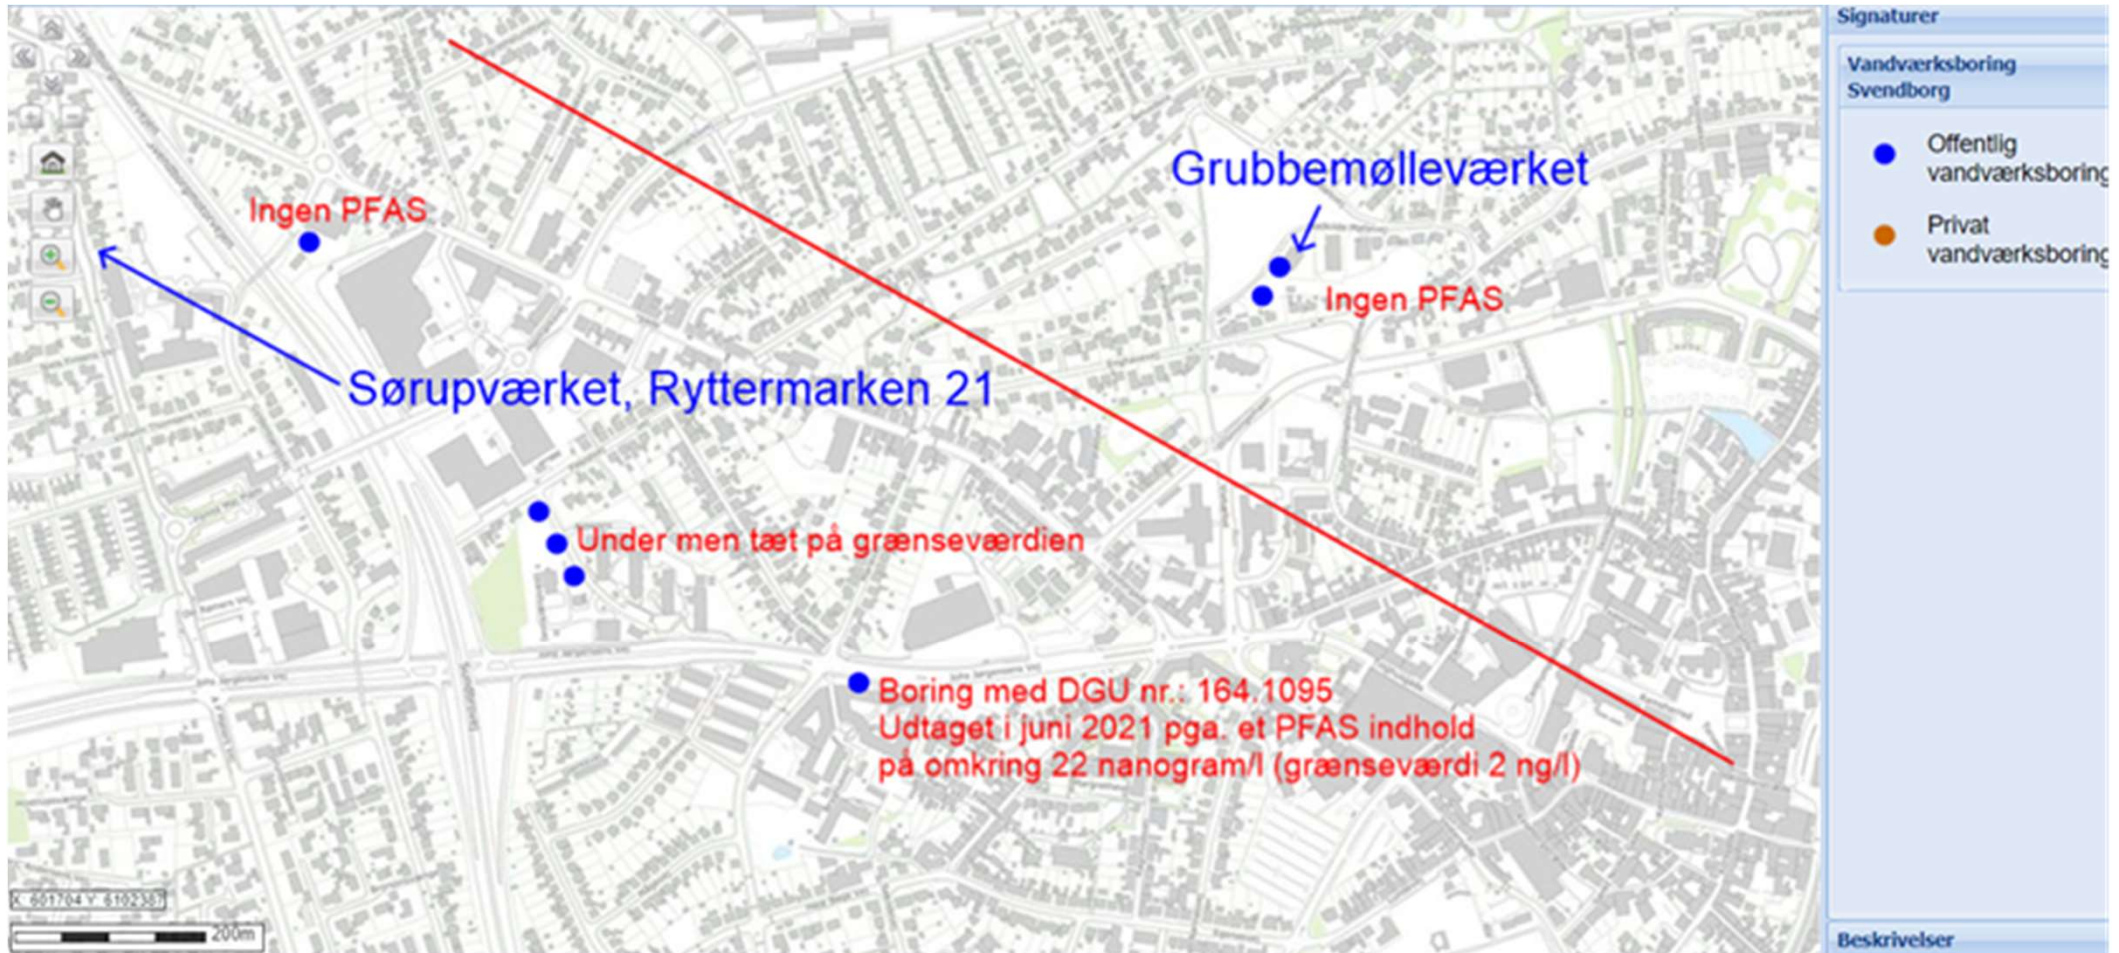 Signaturer
Vandværksboring
Svendborg
Offentlig
vandværksboring
Privat
vandværksboring
Grubbemølleværket
Ingen PFAS
Ingen PFAS
Sørupværket, Ryttermarken 21
Under men tæt på grænseværdien
Boring med DGU nr.: 164.1095
Udtaget i juni 2021 pga. et PFAS indhold
på omkring 22 nanogram/l (grænseværdi 2 ng/l)
X: 601704 Y: 6102387
200m
Beskrivelser